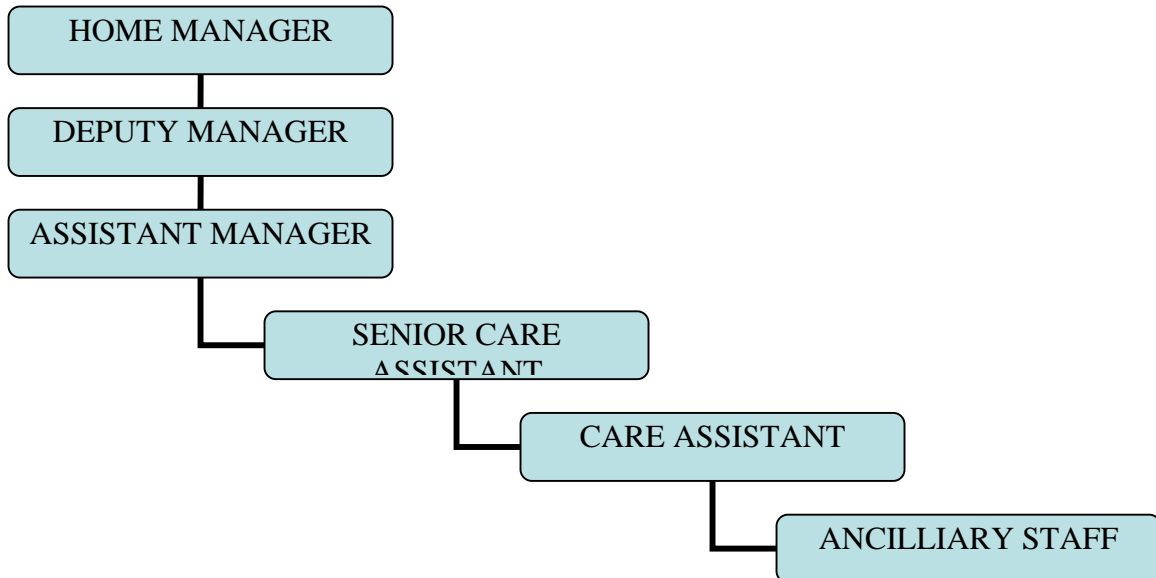 HOME MANAGER
DEPUTY MANAGER
ASSISTANT MANAGER
SENIOR CARE
ASSISTANT
CARE ASSISTANT
ANCILLIARY STAFF